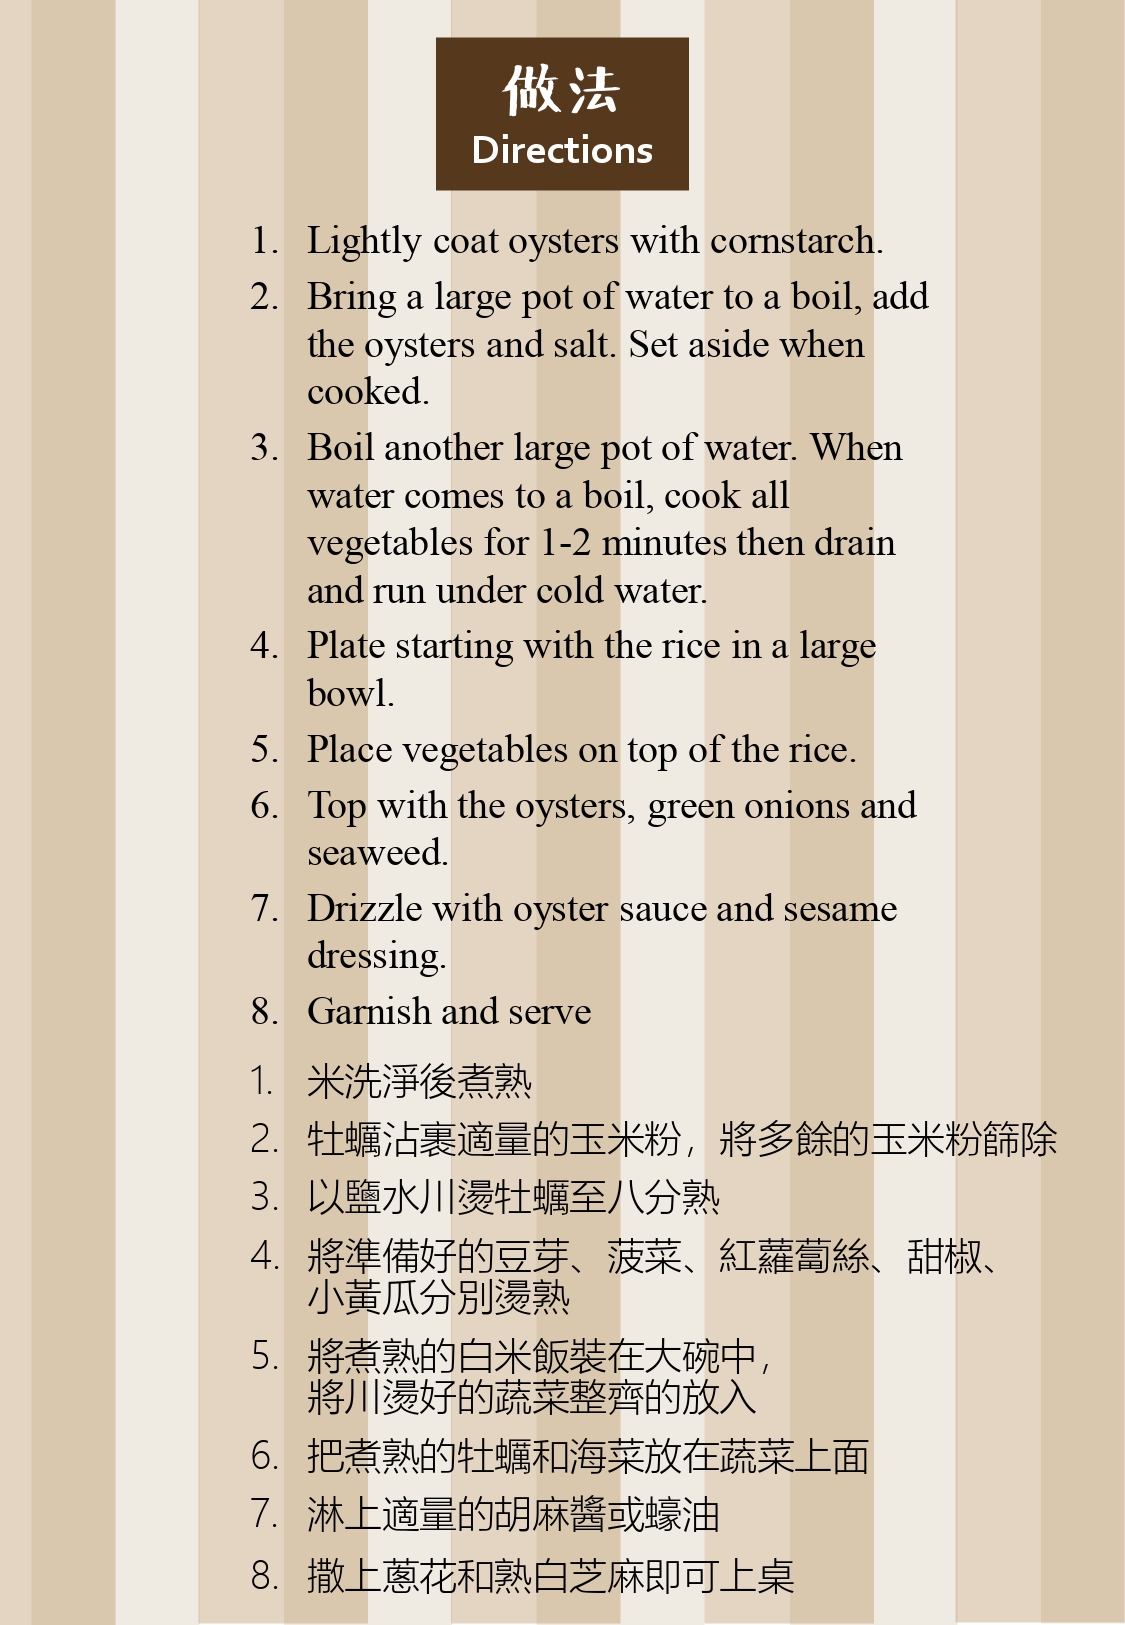 做法
Directions
1. Lightly coat oysters with cornstarch.
2. Bring a large pot of water to a boil, add
the oysters and salt. Set aside when
cooked.
3. Boil another large pot of water. When
water comes to a boil, cook all
vegetables for 1-2 minutes then drain
and run under cold water.
4. Plate starting with the rice in a large
bowl.
5. Place vegetables on top of the rice.
6. Top with the oysters, green onions and
seaweed.
7. Drizzle with oyster sauce and sesame
dressing.
8. Garnish and serve
1. 米洗淨後煮熟
2. 牡蠣沾裹適量的玉米粉，將多餘的玉米粉篩除
3. 以鹽水川燙牡蠣至八分熟
4. 將準備好的豆芽、菠菜、紅蘿蔔絲、甜椒、
小黃瓜分別燙熟
5. 將煮熟的白米飯裝在大碗中，
將川燙好的蔬菜整齊的放入
6. 把煮熟的牡蠣和海菜放在蔬菜上面
7. 淋上適量的胡麻醬或蠔油
8. 撒上蔥花和熟白芝麻即可上桌